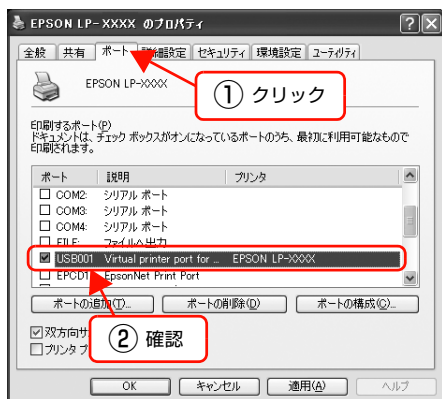 EPSON LP-XXXX のプロパティ
全般 共有 ポート 詳細設定 セキュリティ 環境設定 ユーティリティ
EPSON LP-XXXX
① クリック
印刷するポート(P)
ドキュメントは、チェック ボックスがオンになっているポートのうち、最初に利用可能なもので
印刷されます。
ポート 説明 プリンタ
COM2: シリアル ポート
COM3: シリアル ポート
COM4: シリアル ポート
FILE: ファイルへ出力
USB001 Virtual printer port for ... EPSON LP-XXXX
EPCD1 EpsonNet Print Port
ポートの追加(T)... ポートの削除(D) ポートの構成(C)...
② 確認
双方向サ
プリンタ プ
OK キャンセル 適用(A) ヘルプ